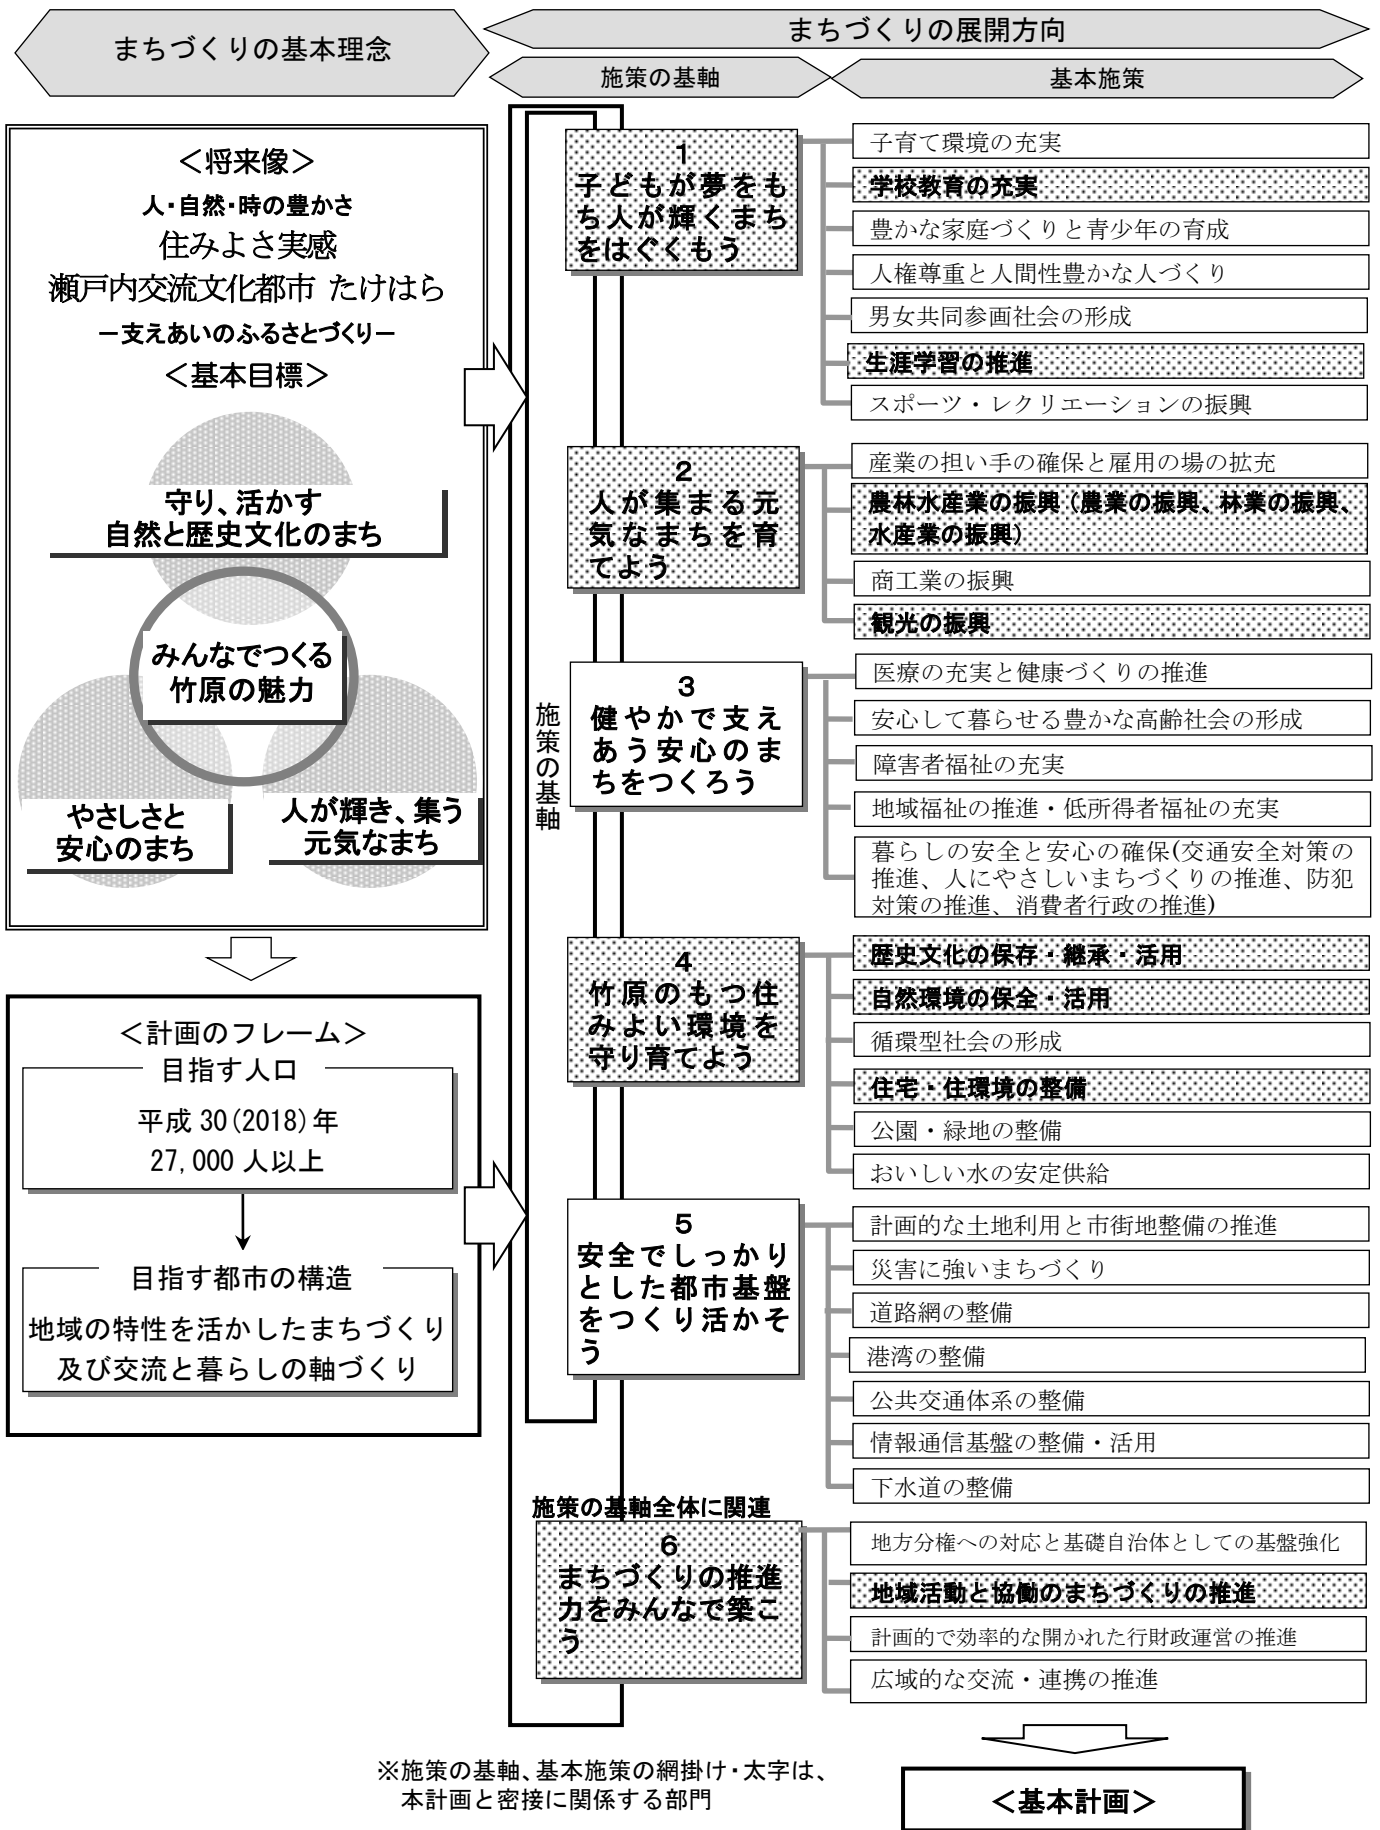 まちづくりの基本理念
まちづくりの展開方向
施策の基軸
基本施策
＜将来像＞
人・自然・時の豊かさ
住みよさ実感
瀬戸内交流文化都市 たけはら
－支えあいのふるさとづくり－
＜基本目標＞
守り、活かす
自然と歴史文化のまち
みんなでつくる
竹原の魅力
やさしさと
安心のまち
人が輝き、集う
元気なまち
＜計画のフレーム＞
目指す人口
平成 30(2018)年
27,000 人以上
目指す都市の構造
地域の特性を活かしたまちづくり
及び交流と暮らしの軸づくり
施策の基軸
1
子どもが夢をも
ち人が輝くまち
をはぐくもう
子育て環境の充実
学校教育の充実
豊かな家庭づくりと青少年の育成
人権尊重と人間性豊かな人づくり
男女共同参画社会の形成
生涯学習の推進
スポーツ・レクリエーションの振興
2
人が集まる元
気なまちを育
てよう
産業の担い手の確保と雇用の場の拡充
農林水産業の振興（農業の振興、林業の振興、
水産業の振興）
商工業の振興
観光の振興
3
健やかで支え
あう安心のま
ちをつくろう
医療の充実と健康づくりの推進
安心して暮らせる豊かな高齢社会の形成
障害者福祉の充実
地域福祉の推進・低所得者福祉の充実
暮らしの安全と安心の確保(交通安全対策の
推進、人にやさしいまちづくりの推進、防犯
対策の推進、消費者行政の推進)
4
竹原のもつ住
みよい環境を
守り育てよう
歴史文化の保存・継承・活用
自然環境の保全・活用
循環型社会の形成
住宅・住環境の整備
公園・緑地の整備
おいしい水の安定供給
5
安全でしっかり
とした都市基盤
をつくり活かそ
う
計画的な土地利用と市街地整備の推進
災害に強いまちづくり
道路網の整備
港湾の整備
公共交通体系の整備
情報通信基盤の整備・活用
下水道の整備
施策の基軸全体に関連
6
まちづくりの推進
力をみんなで築こ
う
地方分権への対応と基礎自治体としての基盤強化
地域活動と協働のまちづくりの推進
計画的で効率的な開かれた行財政運営の推進
広域的な交流・連携の推進
※施策の基軸、基本施策の網掛け・太字は、
本計画と密接に関係する部門
＜基本計画＞